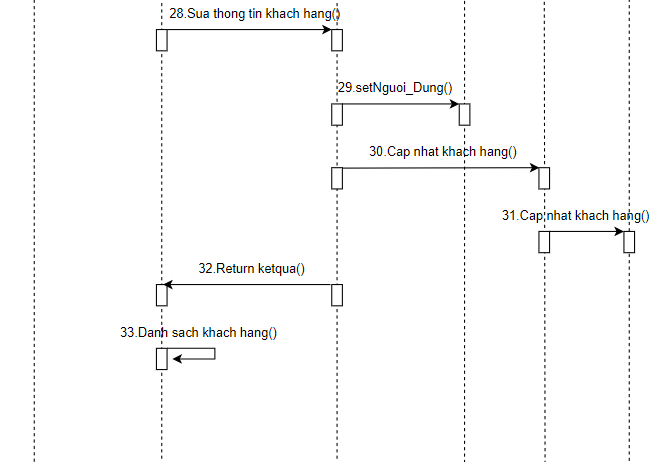 28.Sua thong tin khach hang()
29.setNguoi_Dung()
30.Cap nhat khach hang()
31.Cap nhat khach hang()
32.Return ketqua()
33.Danh sach khach hang()